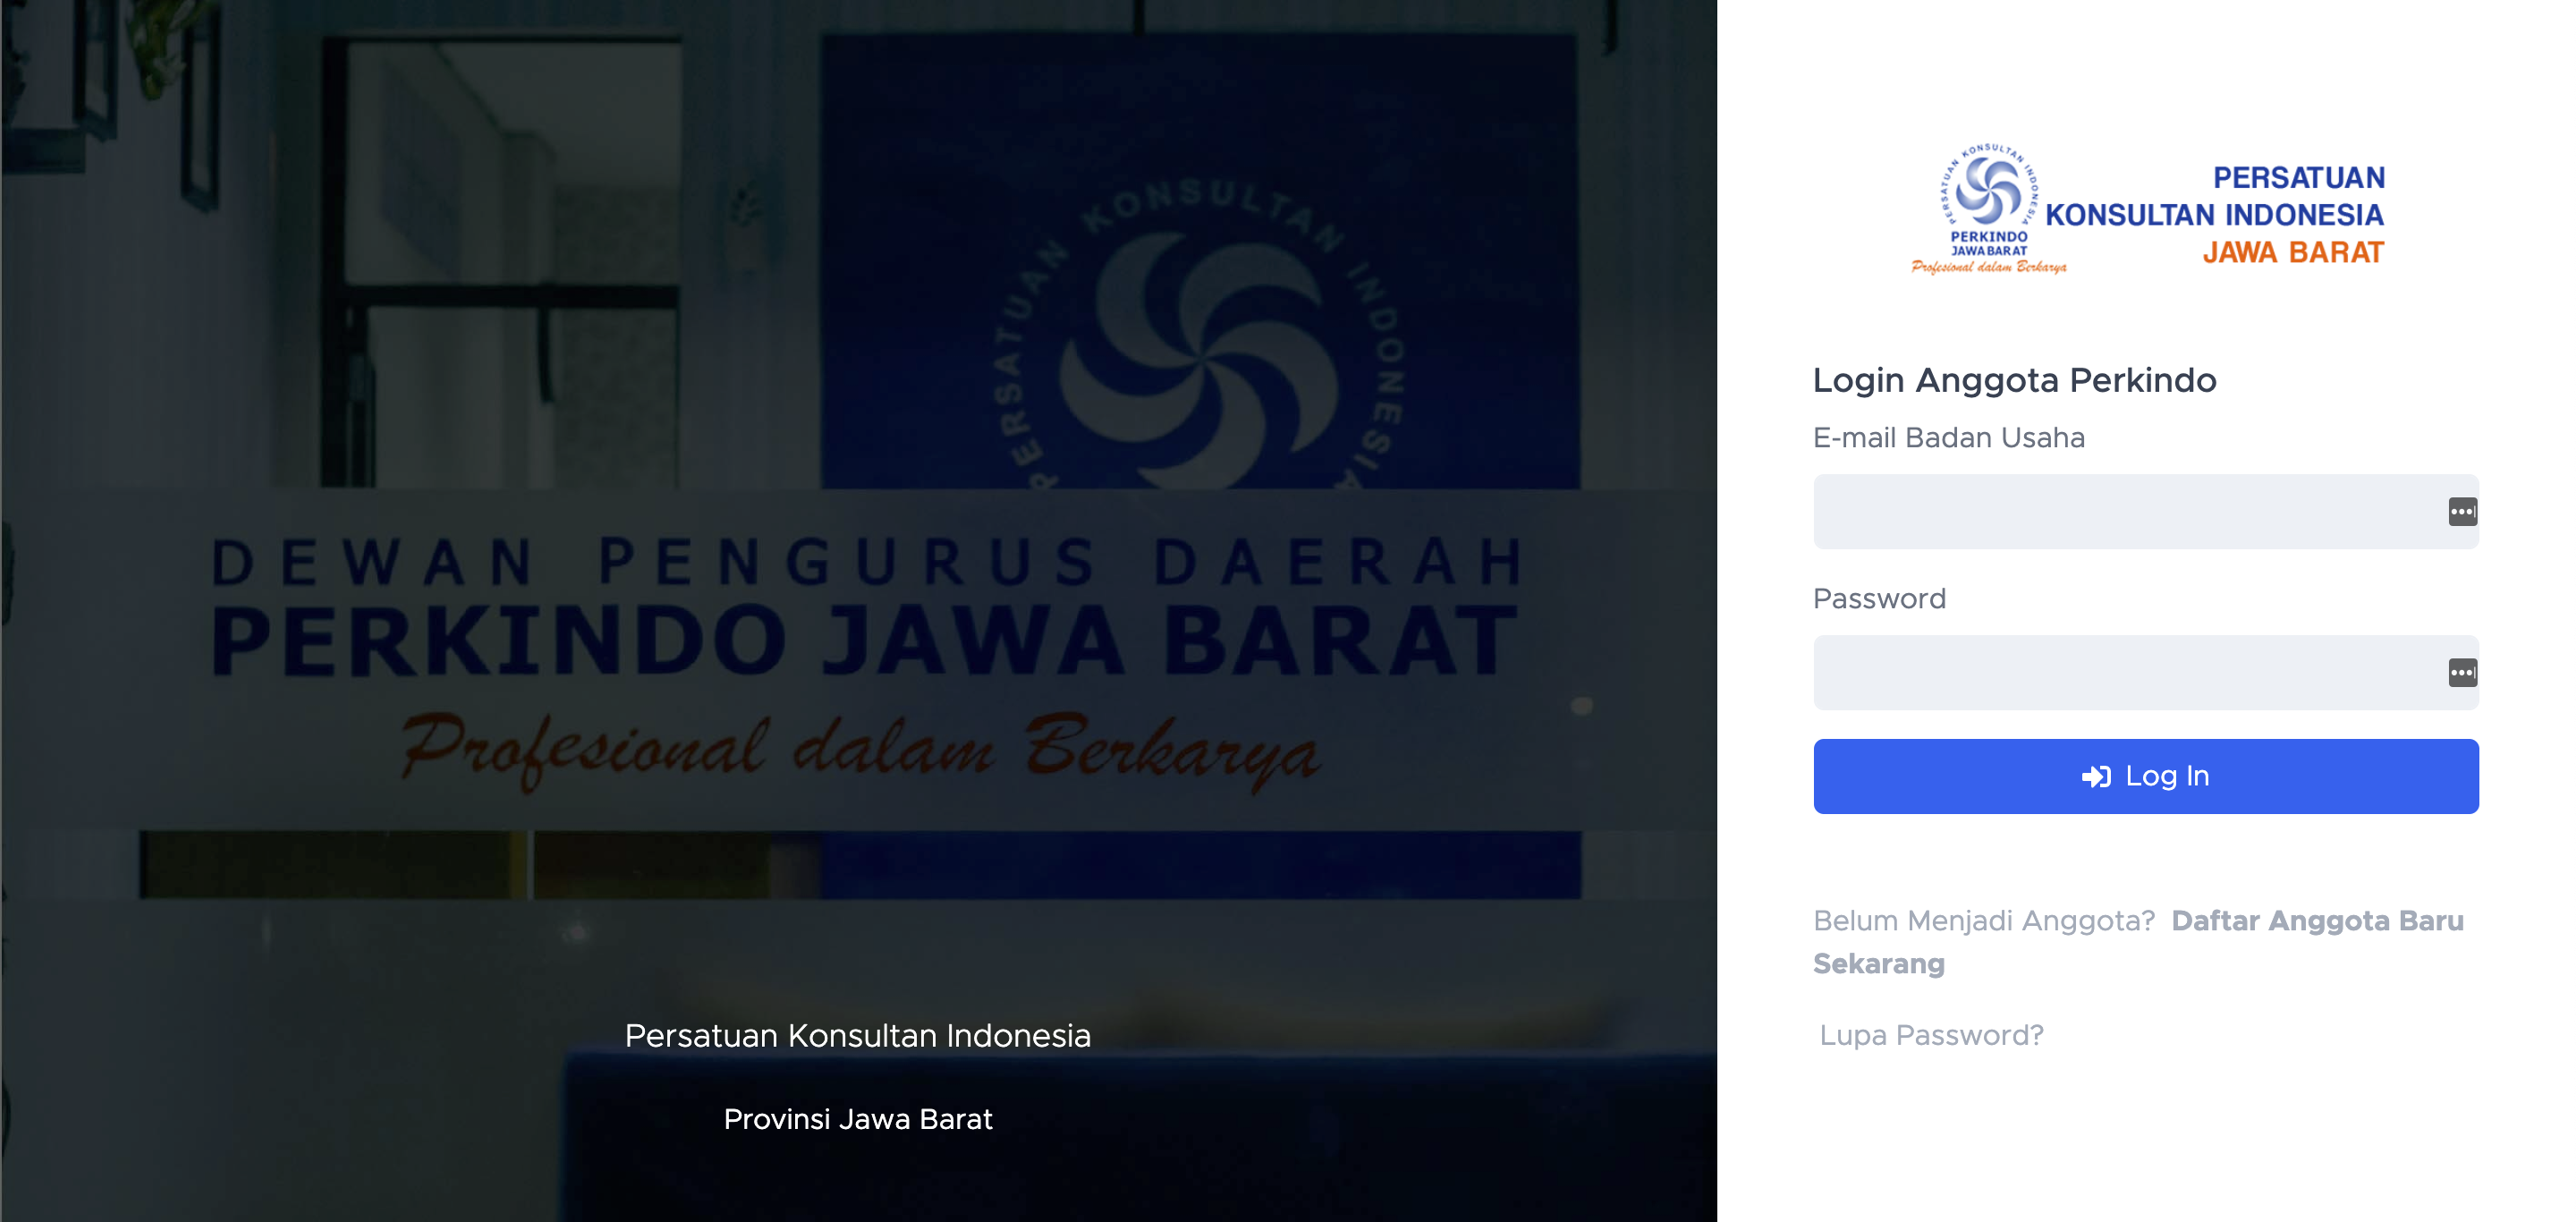 PERSATUAN KONSULTAN INDONESIA
DEWAN PENGURUS DAERAH
PERKINDO JAWA BARAT
Profesional dalam Berkarya
Persatuan Konsultan Indonesia
Provinsi Jawa Barat
PERSATUAN KONSULTAN INDONESIA
PERKINDO
JAWA BARAT
Profesional dalam Berkarya
PERSATUAN
KONSULTAN INDONESIA
JAWA BARAT
Login Anggota Perkindo
E-mail Badan Usaha
Password
Log In
Belum Menjadi Anggota? Daftar Anggota Baru
Sekarang
Lupa Password?